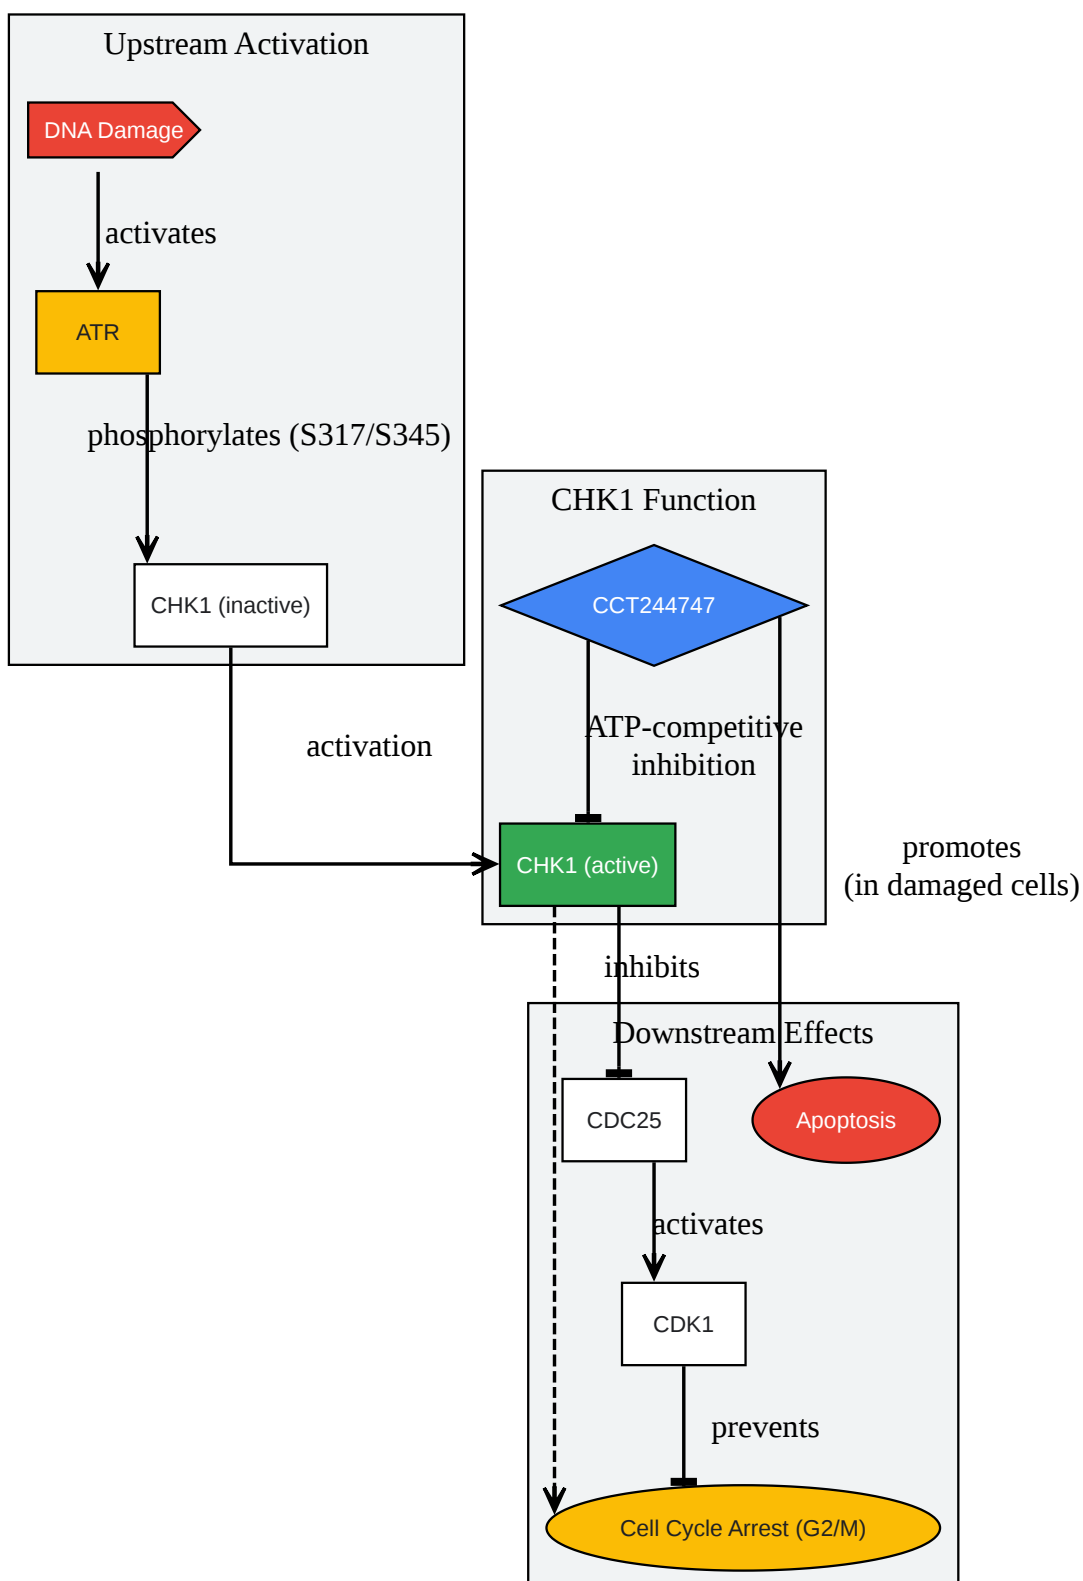 Upstream Activation
DNA Damage
activates
ATR
phosphorylates (S317/S345)
CHK1 (inactive)
activation
CHK1 Function
CCT244747
ATP-competitive
inhibition
CHK1 (active)
promotes
(in damaged cells)
inhibits
Downstream Effects
CDC25
Apoptosis
activates
CDK1
prevents
Cell Cycle Arrest (G2/M)